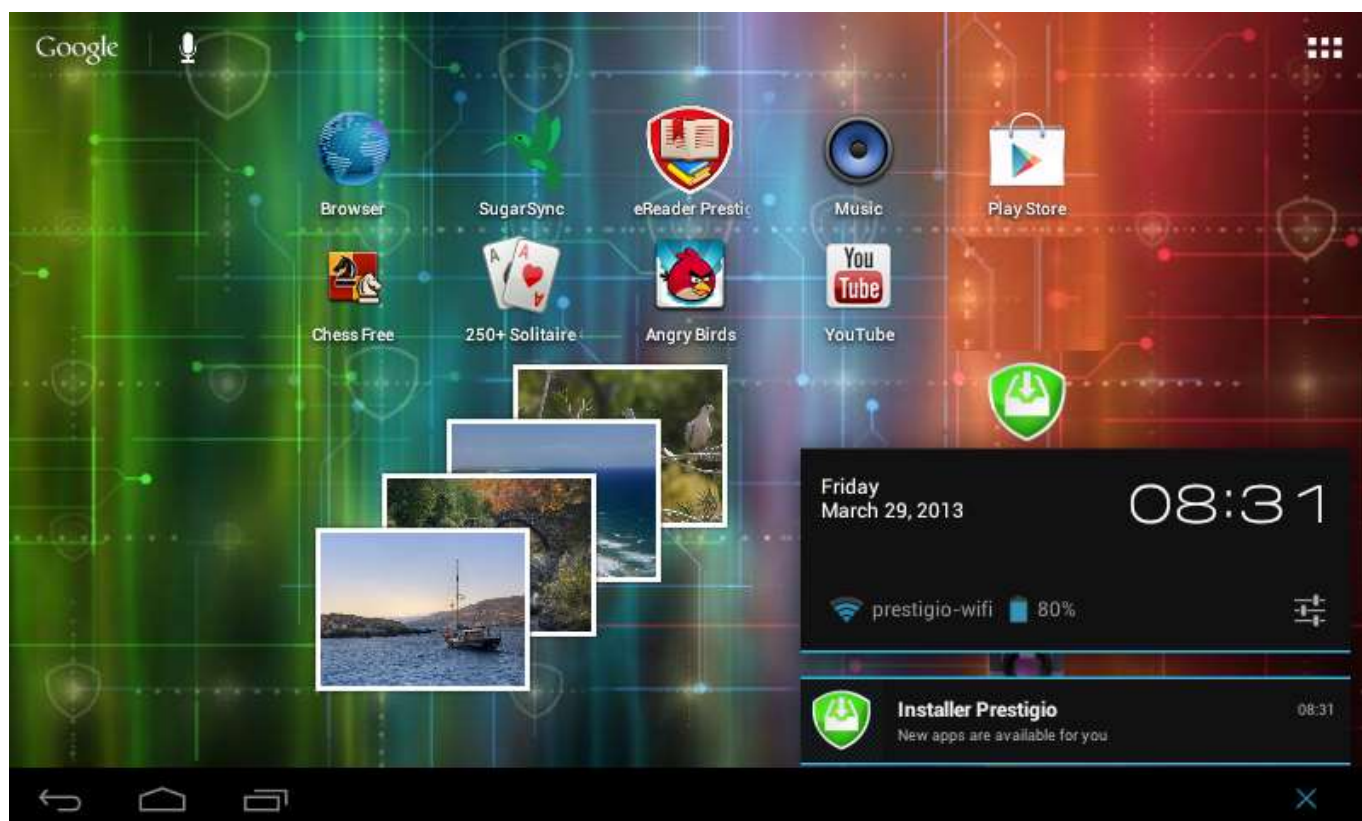 Google
Browser
SugarSync
eReader Prestig
Music
Play Store
You
Tube
A
A
A
Chess Free
250+ Solitaire
Angry Birds
YouTube
Friday
March 29, 2013
08:31
prestigio-wifi
80%
Installer Prestigio
08:31
New apps are available for you